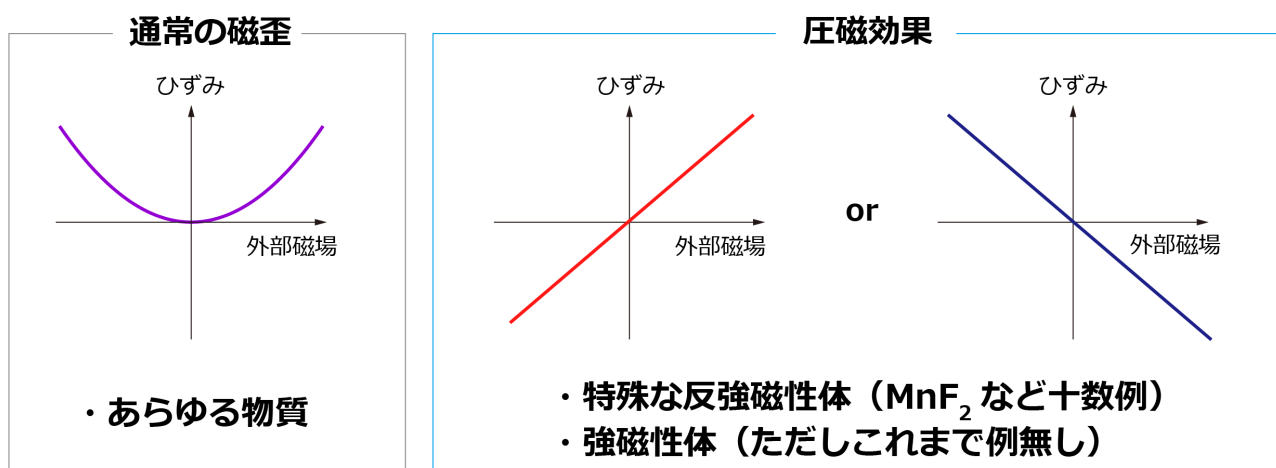 通常の磁歪
ひずみ
外部磁場
・あらゆる物質
圧磁効果
ひずみ
外部磁場
or
ひずみ
外部磁場
・特殊な反強磁性体（MnF₂ など十数例）
・強磁性体（ただしこれまで例無し）